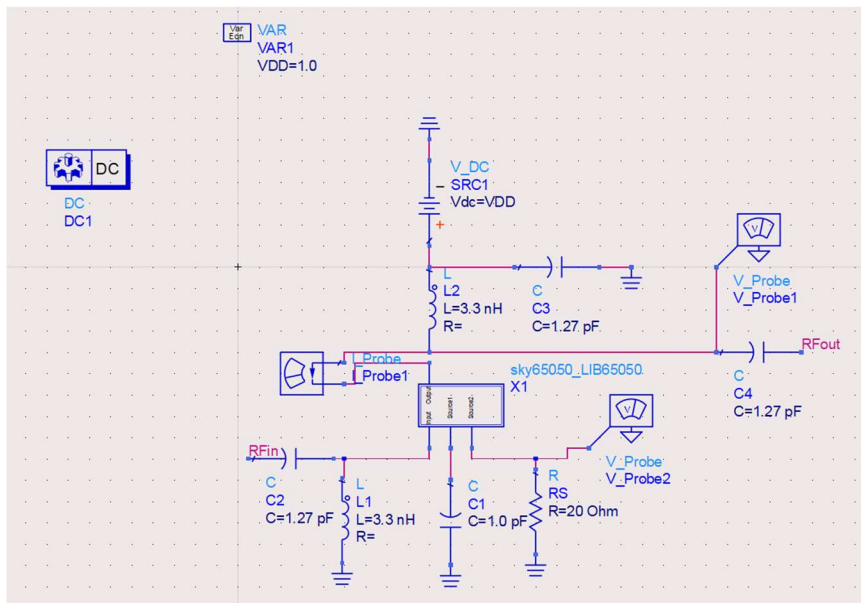 Var
Eqn
VAR
VAR1
VDD=1.0
DC
DC
DC1
V_DC
SRC1
Vdc=VDD
L
L2
L=3.3 nH
R=
C
C3
C=1.27 pF
V_Probe
V_Probe1
RFout
C
C4
C=1.27 pF
I_Probe
I_Probe1
sky65050_LIB65050
X1
Input
Output
Source1
Source2
V_Probe
V_Probe2
RFin
C
C2
C=1.27 pF
L
L1
L=3.3 nH
R=
C
C1
C=1.0 pF
R
RS
R=20 Ohm